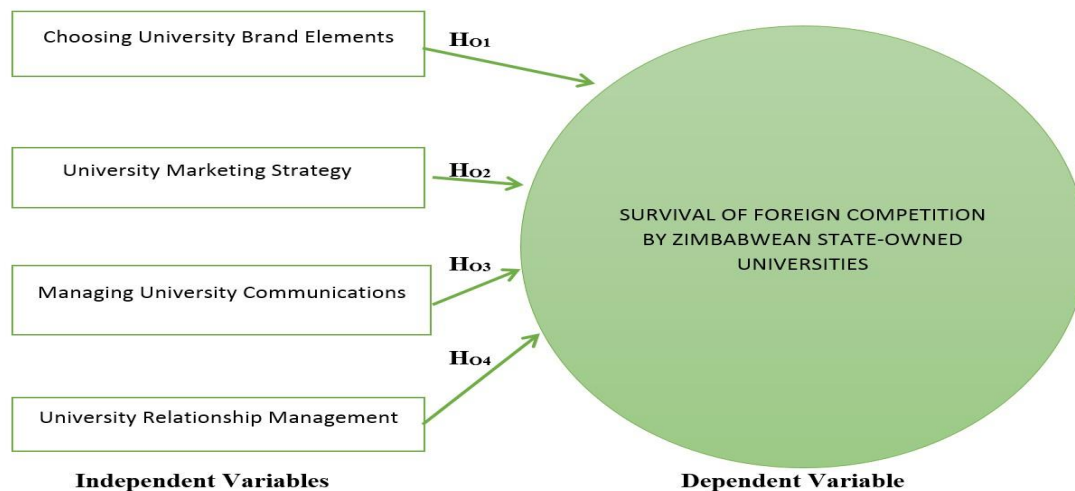 Choosing University Brand Elements
HO1
University Marketing Strategy
HO2
SURVIVAL OF FOREIGN COMPETITION
BY ZIMBABWEAN STATE-OWNED
UNIVERSITIES
HO3
Managing University Communications
HO4
University Relationship Management
Independent Variables
Dependent Variable